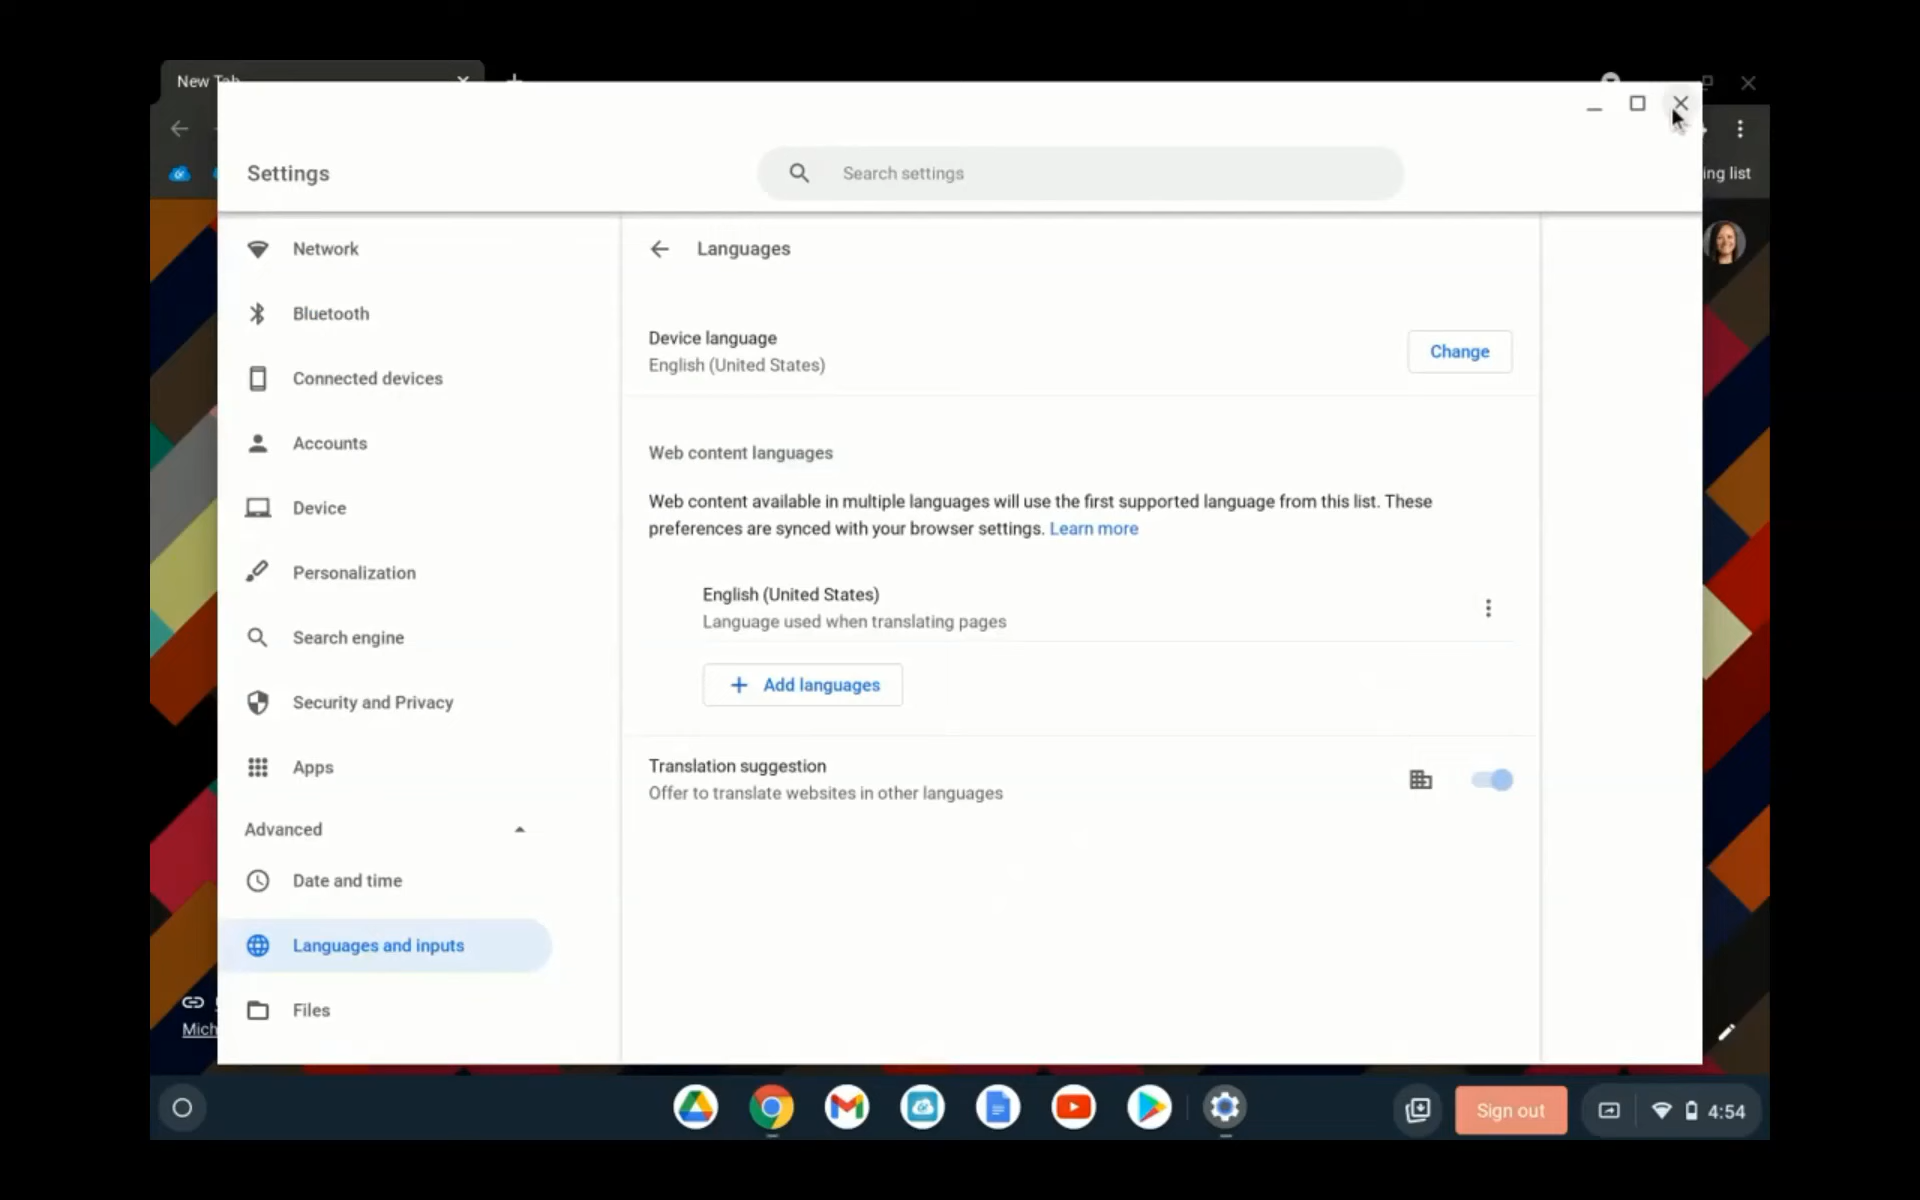 New Tab
ing list
Settings
Search settings
Network
Bluetooth
Connected devices
Accounts
Device
Personalization
Search engine
Security and Privacy
Apps
Advanced
Date and time
Languages and inputs
Files
Languages
Device language
English (United States)
Change
Web content languages
Web content available in multiple languages will use the first supported language from this list. These
preferences are synced with your browser settings. Learn more
English (United States)
Language used when translating pages
Add languages
Translation suggestion
Offer to translate websites in other languages
Mich
Sign out
4:54